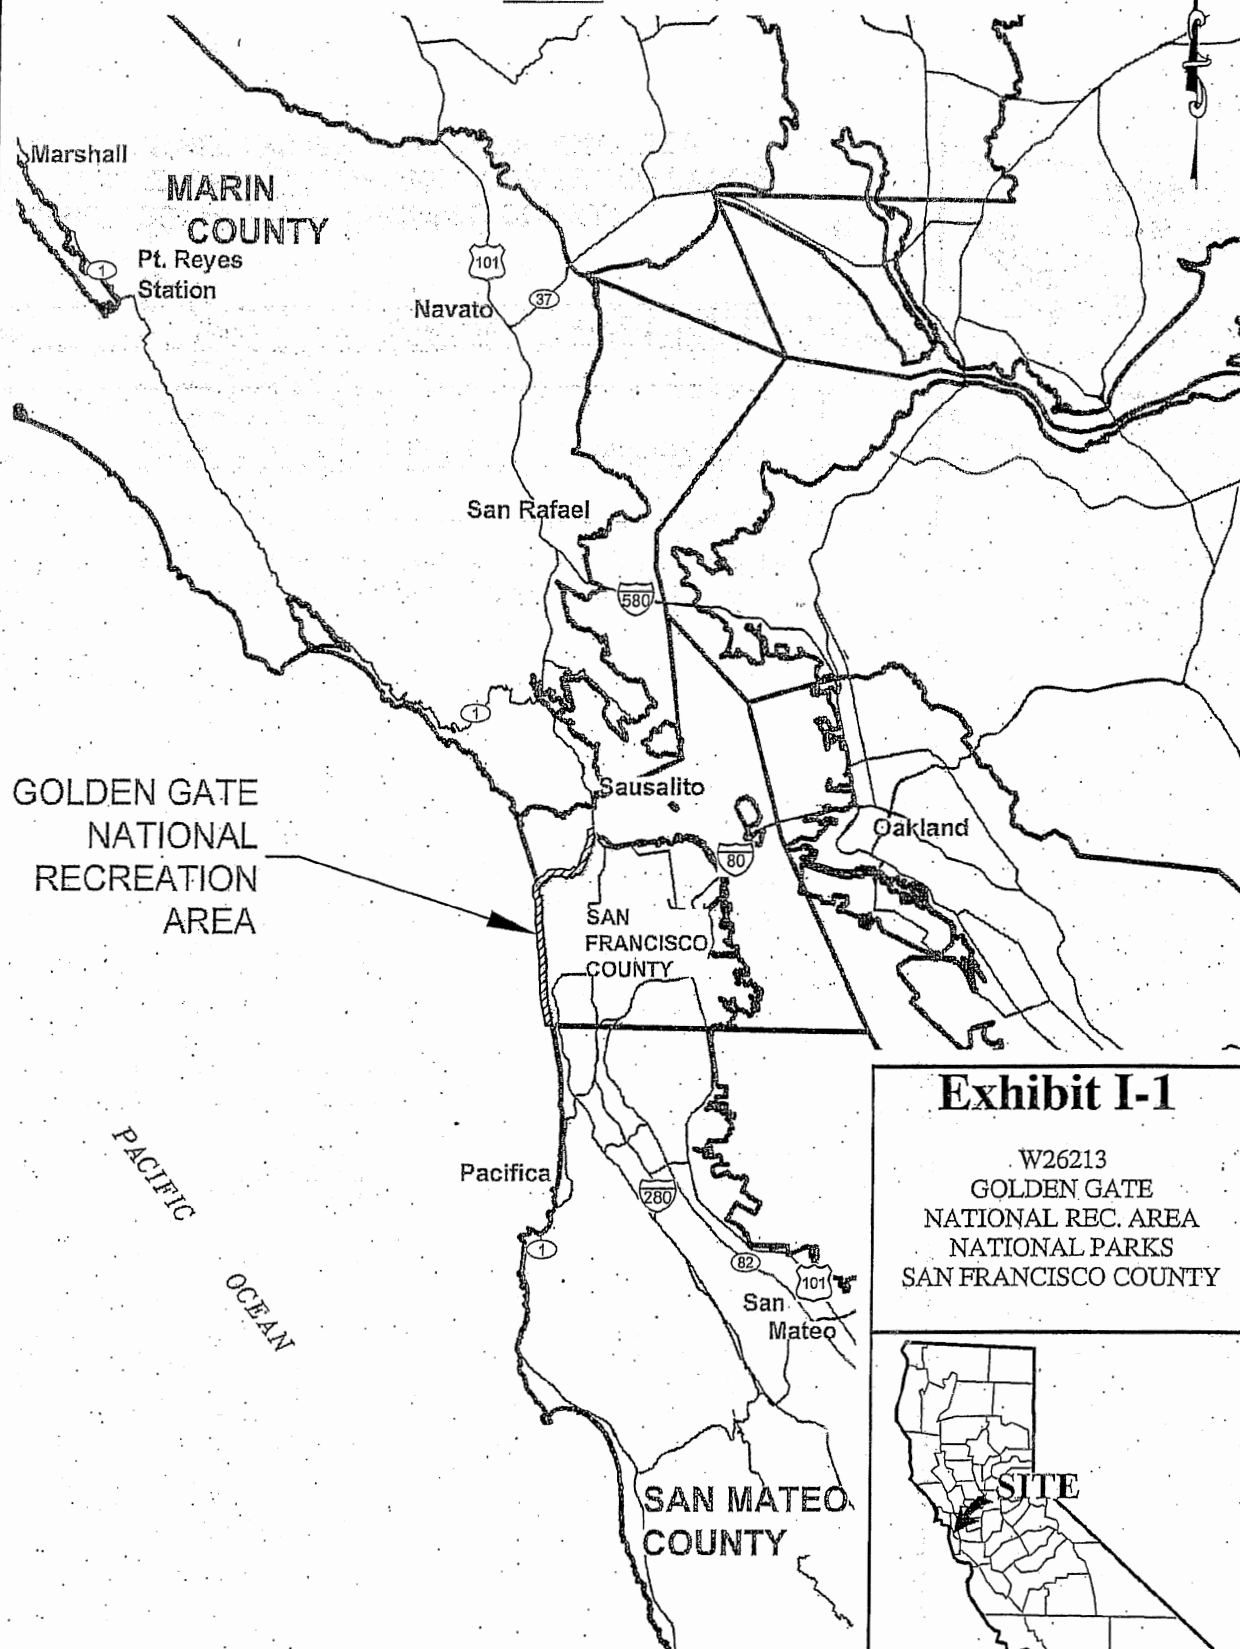 Marshall
MARIN
COUNTY
1
Pt. Reyes
Station
101
37
Navato
San Rafael
580
1
GOLDEN GATE
NATIONAL
RECREATION
AREA
Sausalito
Oakland
80
SAN
FRANCISCO
COUNTY
PACIFIC
OCEAN
Pacifica
280
1
82
101
San
Mateo
SAN MATEO
COUNTY
Exhibit I-1
W26213
GOLDEN GATE
NATIONAL REC. AREA
NATIONAL PARKS
SAN FRANCISCO COUNTY
SITE